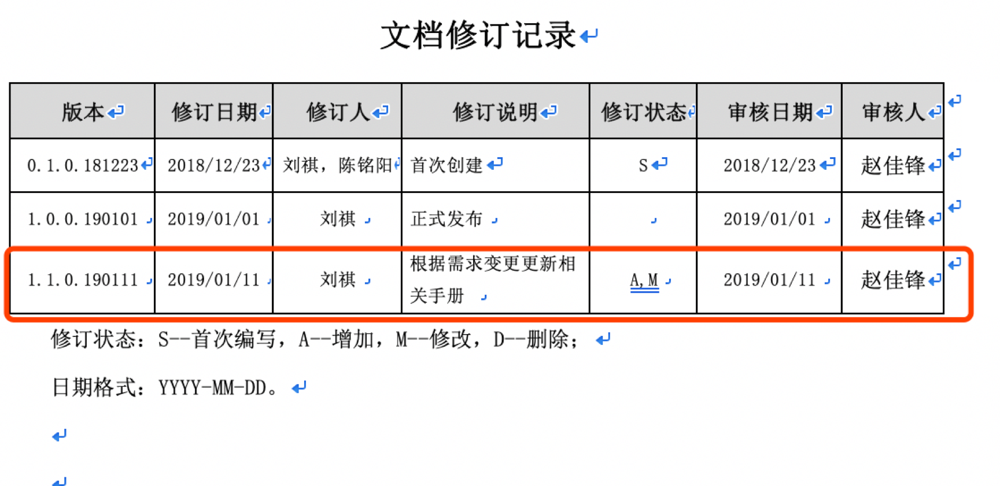 文档修订记录
版本 修订日期 修订人 修订说明 修订状态 审核日期 审核人
0.1.0.181223 2018/12/23 刘祺，陈铭阳 首次创建 S 2018/12/23 赵佳锋
1.0.0.190101 2019/01/01 刘祺 正式发布 2019/01/01 赵佳锋
1.1.0.190111 2019/01/11 刘祺 根据需求变更更新相
关手册 A,M 2019/01/11 赵佳锋
修订状态：S--首次编写，A--增加，M--修改，D--删除；
日期格式：YYYY-MM-DD。